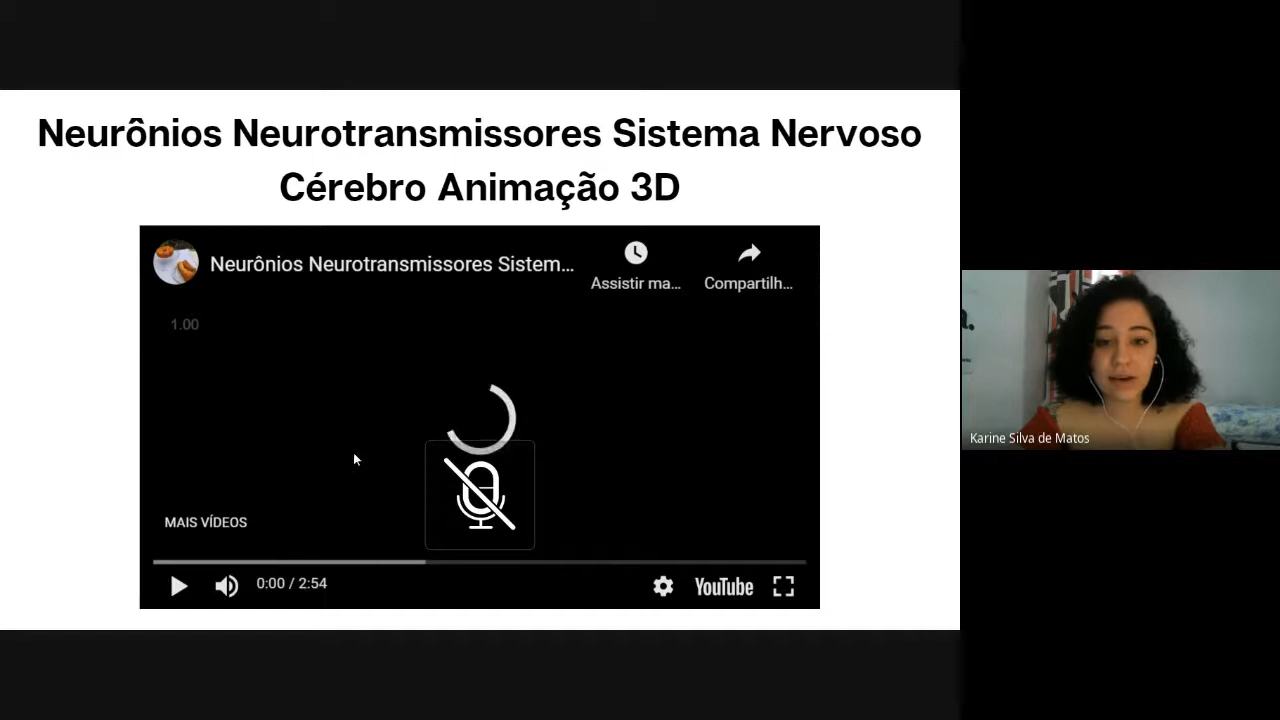 Neurônios Neurotransmissores Sistema Nervoso
Cérebro Animação 3D
Neurônios Neurotransmissores Sistem...
Assistir ma...
Compartilh...
1.00
MAIS VÍDEOS
0:00 / 2:54
YouTube
Karine Silva de Matos